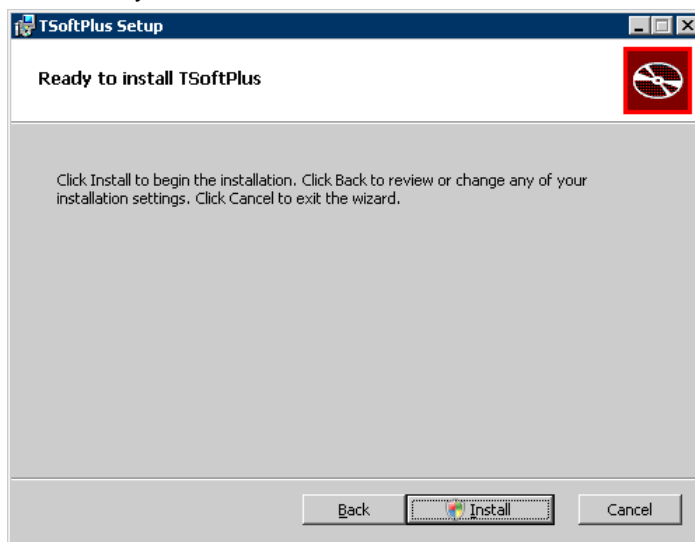 TSoftPlus Setup
Ready to install TSoftPlus
Click Install to begin the installation. Click Back to review or change any of your
installation settings. Click Cancel to exit the wizard.
Back
Install
Cancel